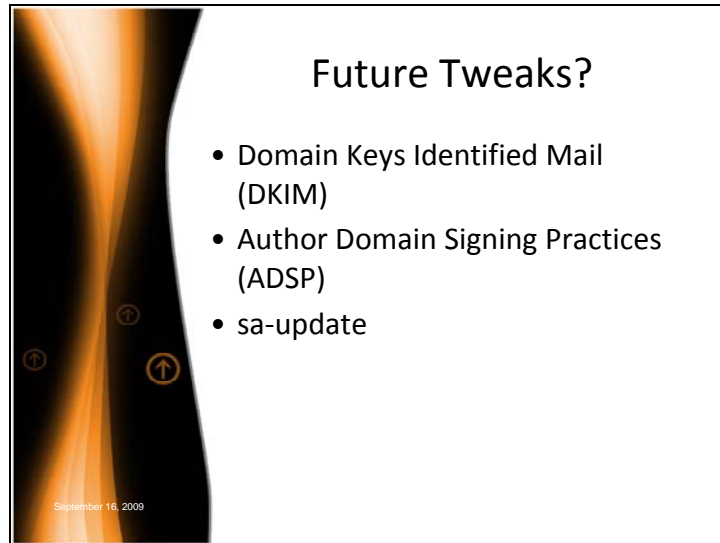 Future Tweaks?
• Domain Keys Identified Mail
(DKIM)
• Author Domain Signing Practices
(ADSP)
• sa-update
September 16, 2009